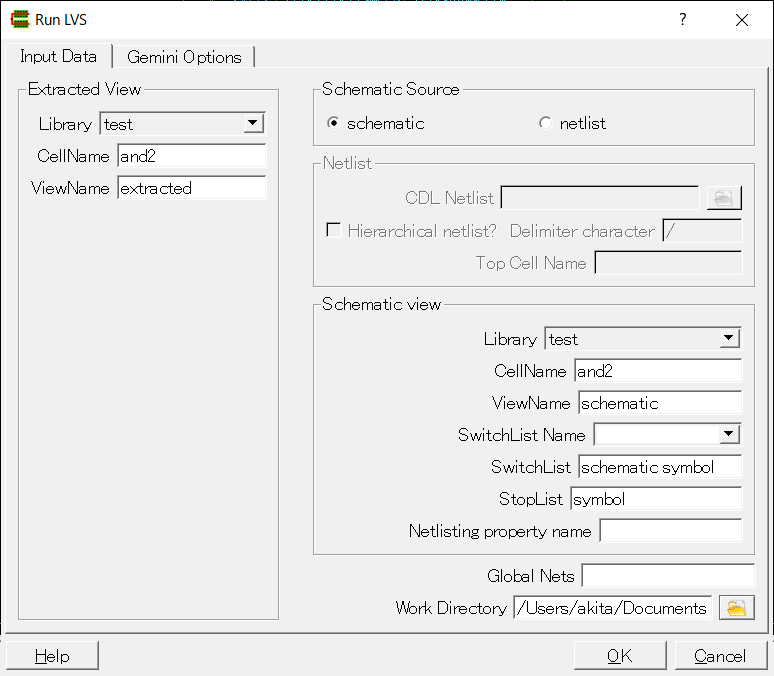 Run LVS
?
Input Data
Gemini Options
Extracted View
Library test
CellName and2
ViewName extracted
Schematic Source
schematic
netlist
Netlist
CDL Netlist
Hierarchical netlist? Delimiter character /
Top Cell Name
Schematic view
Library test
CellName and2
ViewName schematic
SwitchList Name
SwitchList schematic symbol
StopList symbol
Netlisting property name
Global Nets
Work Directory /Users/akita/Documents
Help
OK
Cancel